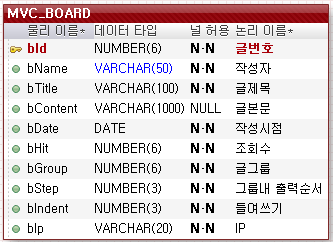 MVC_BOARD
물리 이름* 데이터 타입 널 허용 논리 이름*
bId NUMBER(6) N·N 글번호
bName VARCHAR(50) N·N 작성자
bTitle VARCHAR(100) N·N 글제목
bContent VARCHAR(1000) NULL 글본문
bDate DATE N·N 작성시점
bHit NUMBER(6) N·N 조회수
bGroup NUMBER(6) N·N 글그룹
bStep NUMBER(3) N·N 그룹내 출력순서
bIndent NUMBER(3) N·N 들여쓰기
bIp VARCHAR(20) N·N IP